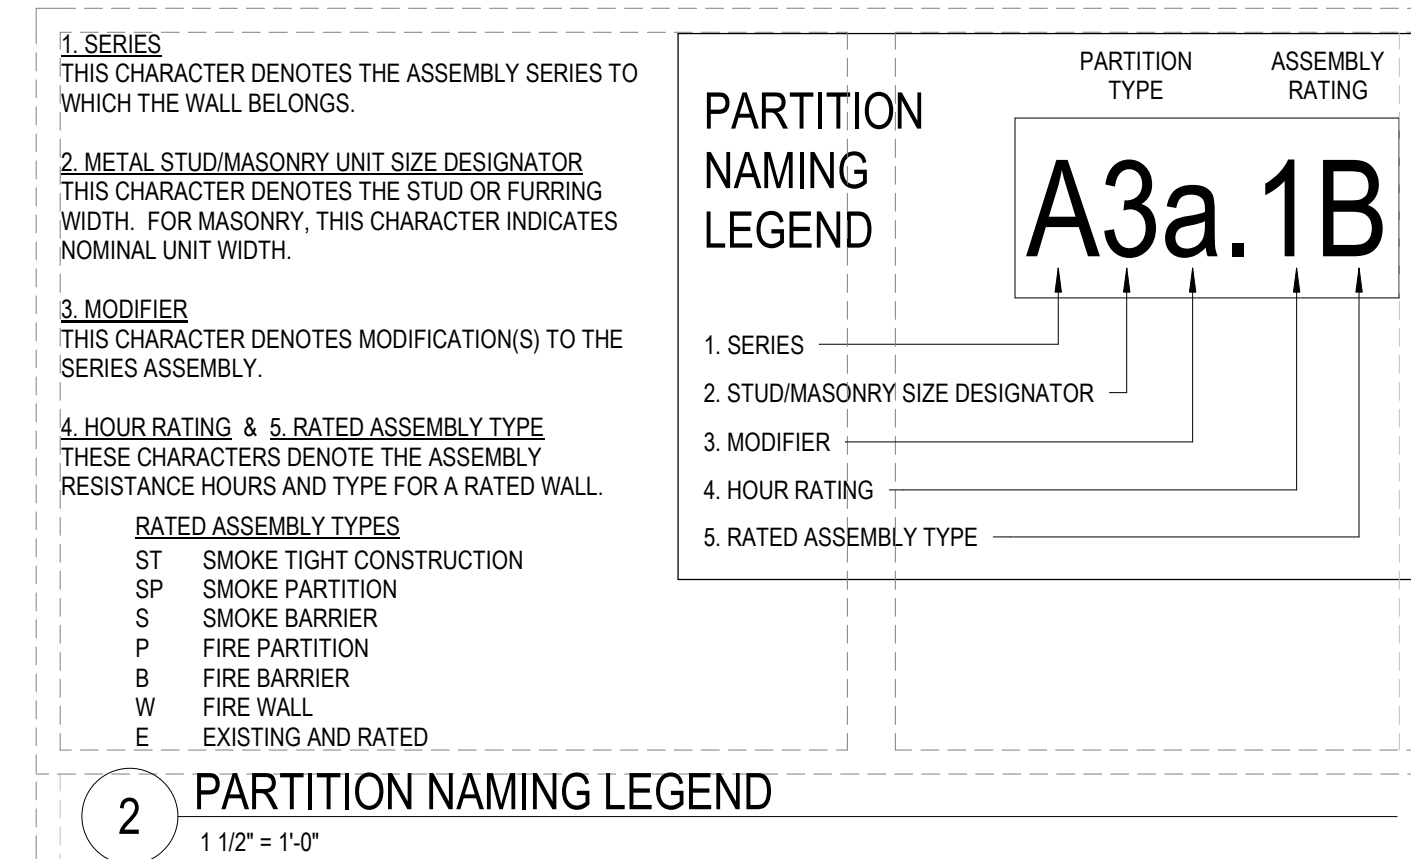 1. SERIES
THIS CHARACTER DENOTES THE ASSEMBLY SERIES TO
WHICH THE WALL BELONGS.
2. METAL STUD/MASONRY UNIT SIZE DESIGNATOR
THIS CHARACTER DENOTES THE STUD OR FURRING
WIDTH. FOR MASONRY, THIS CHARACTER INDICATES
NOMINAL UNIT WIDTH.
3. MODIFIER
THIS CHARACTER DENOTES MODIFICATION(S) TO THE
SERIES ASSEMBLY.
4. HOUR RATING & 5. RATED ASSEMBLY TYPE
THESE CHARACTERS DENOTE THE ASSEMBLY
RESISTANCE HOURS AND TYPE FOR A RATED WALL.
RATED ASSEMBLY TYPES
ST SMOKE TIGHT CONSTRUCTION
SP SMOKE PARTITION
S SMOKE BARRIER
P FIRE PARTITION
B FIRE BARRIER
W FIRE WALL
E EXISTING AND RATED
PARTITION
NAMING
LEGEND
PARTITION
TYPE
ASSEMBLY
RATING
A3a.1B
1. SERIES
2. STUD/MASONRY SIZE DESIGNATOR
3. MODIFIER
4. HOUR RATING
5. RATED ASSEMBLY TYPE
2
PARTITION NAMING LEGEND
1 1/2" = 1'-0"